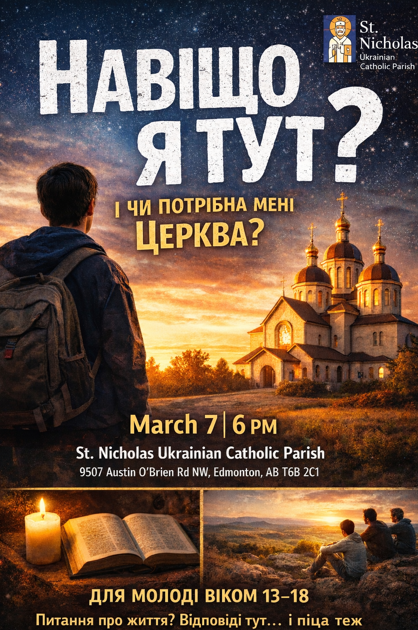 St.
Nicholas
Ukrainian
Catholic Parish
НАВІЩО
Я ТУТ?
І ЧИ ПОТРІБНА МЕНІ
ЦЕРКВА?
March 7 | 6 PM
St. Nicholas Ukrainian Catholic Parish
9507 Austin O’Brien Rd NW, Edmonton, AB T6B 2C1
ДЛЯ МОЛОДІ ВІКОМ 13–18
Питання про життя? Відповіді тут... і піца теж